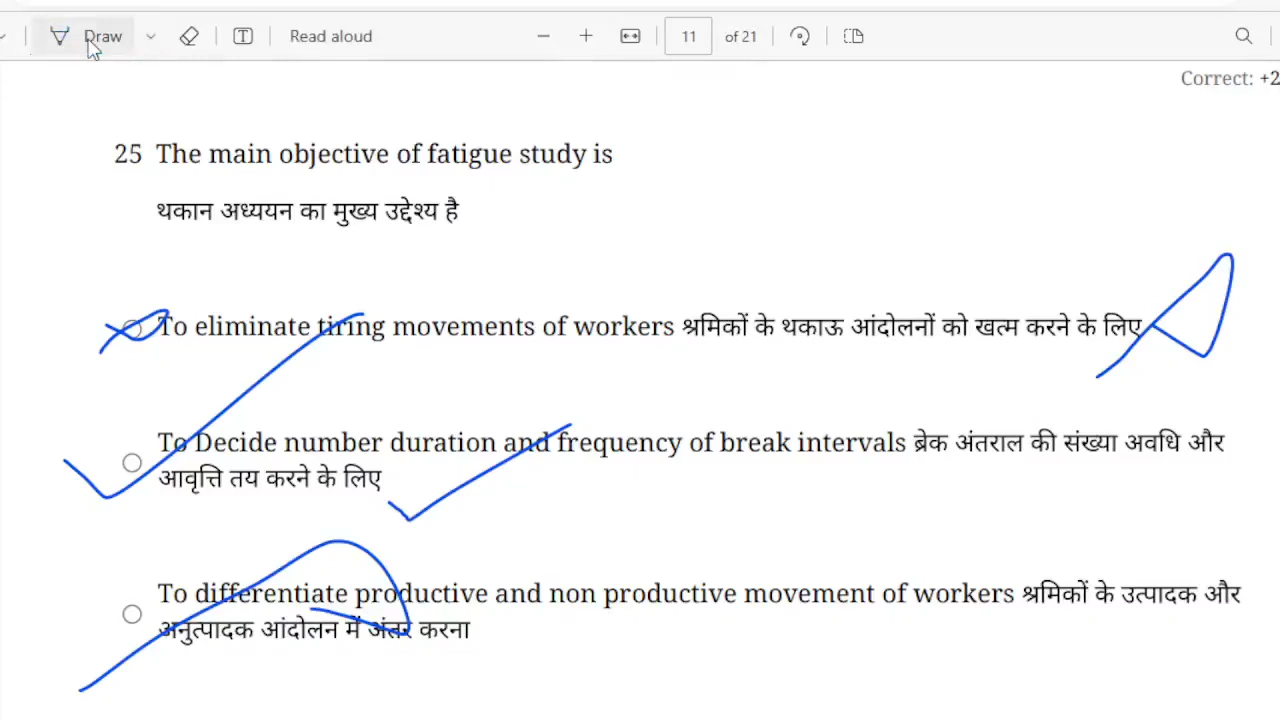 Draw Read aloud 11 of 21
Correct: +2
25 The main objective of fatigue study is
थकान अध्ययन का मुख्य उद्देश्य है
To eliminate tiring movements of workers श्रमिकों के थकाऊ आंदोलनों को खत्म करने के लिए
To Decide number duration and frequency of break intervals ब्रेक अंतराल की संख्या अवधि और
आवृत्ति तय करने के लिए
To differentiate productive and non productive movement of workers श्रमिकों के उत्पादक और
अनुत्पादक आंदोलन में अंतर करना